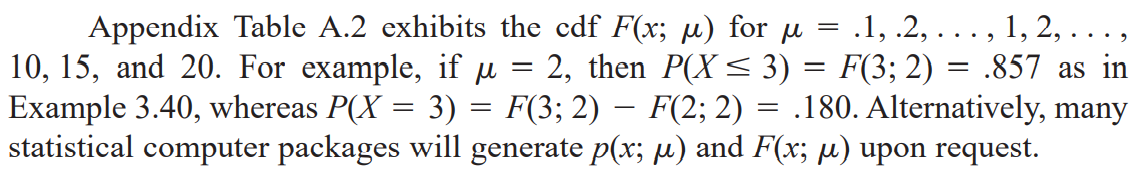 Appendix Table A.2 exhibits the cdf F(x; μ) for μ = .1, .2, . . . , 1, 2, . . . ,
10, 15, and 20. For example, if μ = 2, then P(X ≤ 3) = F(3; 2) = .857 as in
Example 3.40, whereas P(X = 3) = F(3; 2) − F(2; 2) = .180. Alternatively, many
statistical computer packages will generate p(x; μ) and F(x; μ) upon request.